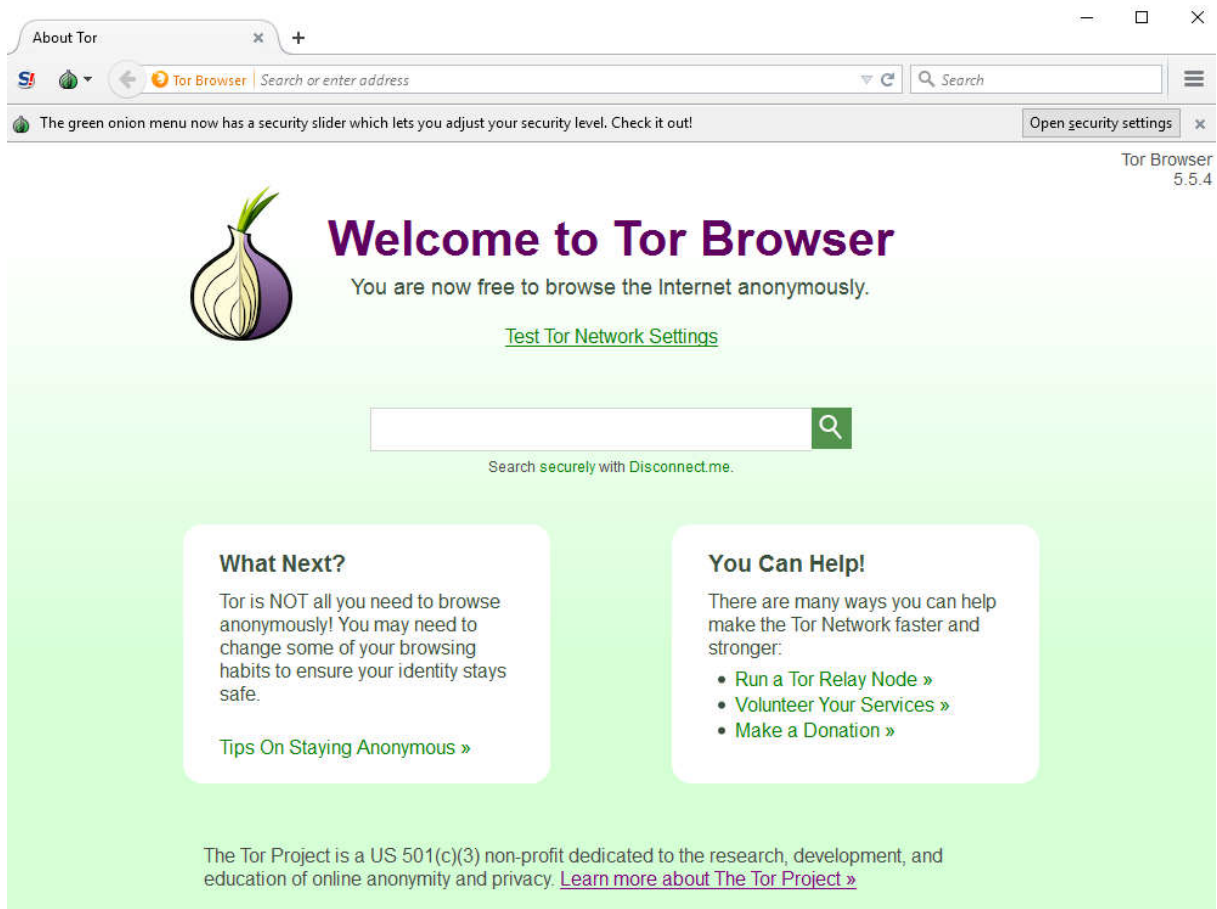 About Tor
Tor Browser Search or enter address Search
The green onion menu now has a security slider which lets you adjust your security level. Check it out! Open security settings
Tor Browser
5.5.4
Welcome to Tor Browser
You are now free to browse the Internet anonymously.
Test Tor Network Settings
Search securely with Disconnect.me.
What Next?
Tor is NOT all you need to browse
anonymously! You may need to
change some of your browsing
habits to ensure your identity stays
safe.
Tips On Staying Anonymous »
You Can Help!
There are many ways you can help
make the Tor Network faster and
stronger:
• Run a Tor Relay Node »
• Volunteer Your Services »
• Make a Donation »
The Tor Project is a US 501(c)(3) non-profit dedicated to the research, development, and
education of online anonymity and privacy. Learn more about The Tor Project »